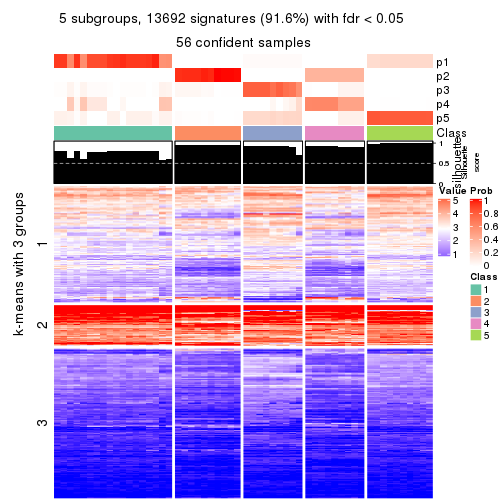 5 subgroups, 13692 signatures (91.6%) with fdr < 0.05
56 confident samples
p1
p2
p3
p4
p5
Class
1
0.5
0
silhouette
Silhouette
score
k-means with 3 groups
1
2
3
Value
5
4
3
2
1
Prob
1
0.8
0.6
0.4
0.2
0
Class
1
2
3
4
5